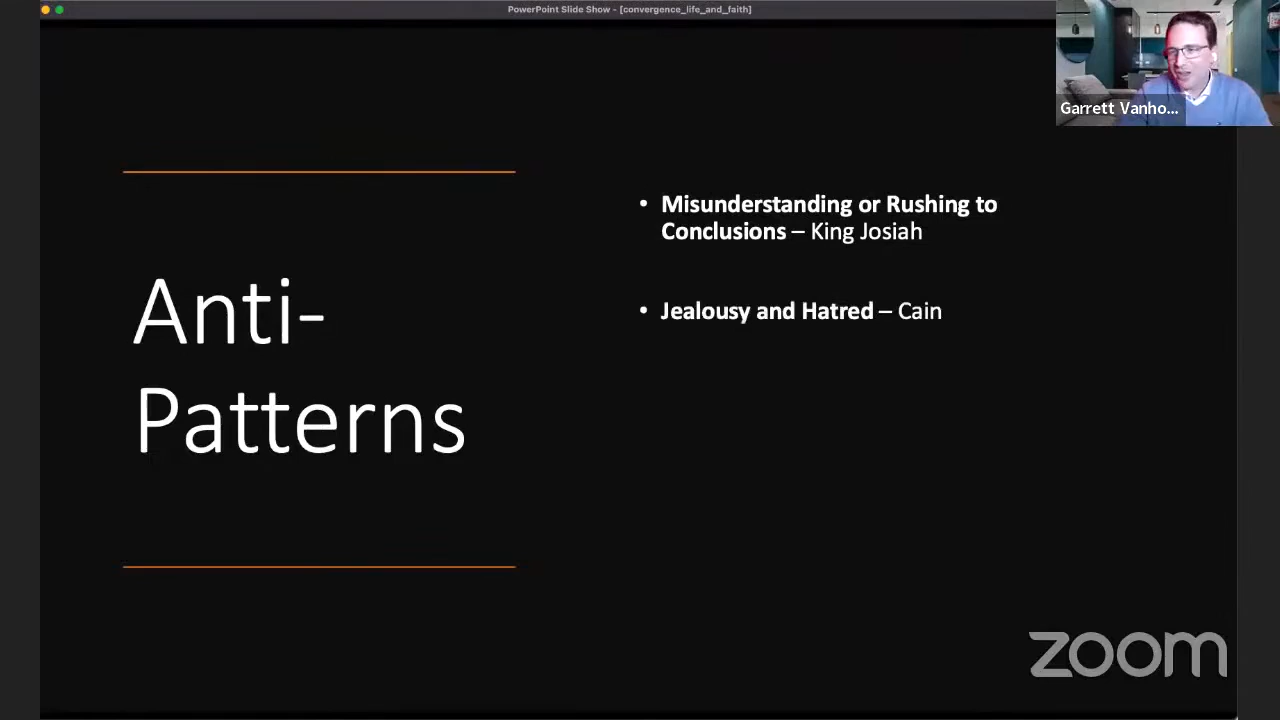 PowerPoint Slide Show - [convergence_life_and_faith]
Garrett Vanho...
• Misunderstanding or Rushing to
Conclusions – King Josiah
• Jealousy and Hatred – Cain
Anti-
Patterns
zoom